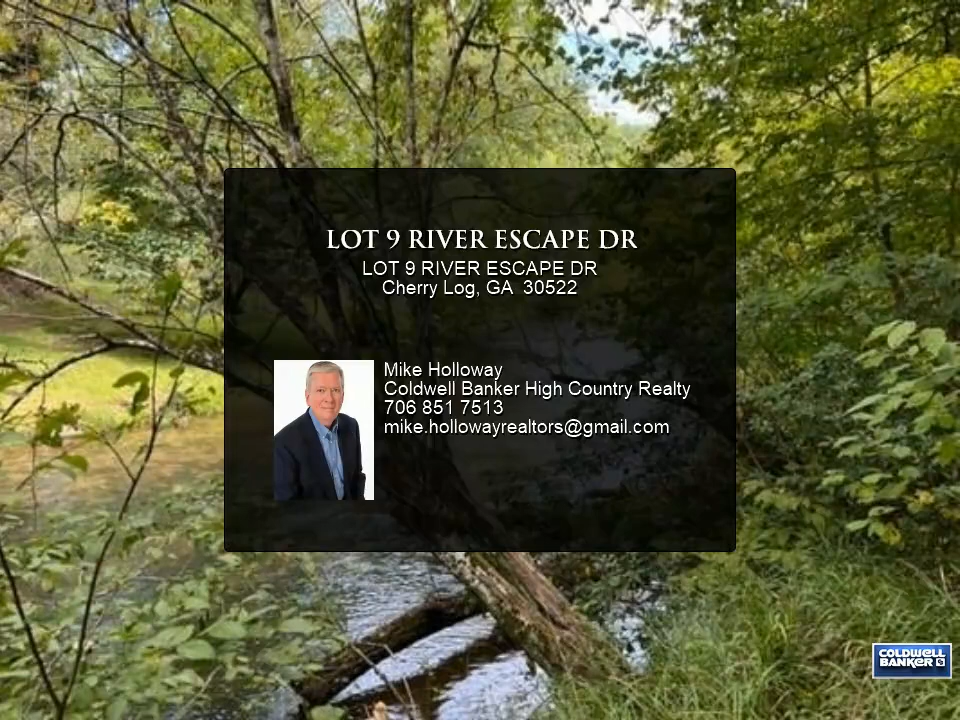 LOT 9 RIVER ESCAPE DR
LOT 9 RIVER ESCAPE DR
Cherry Log, GA  30522
Mike Holloway
Coldwell Banker High Country Realty
706 851 7513
mike.hollowayrealtors@gmail.com
COLDWELL
BANKER